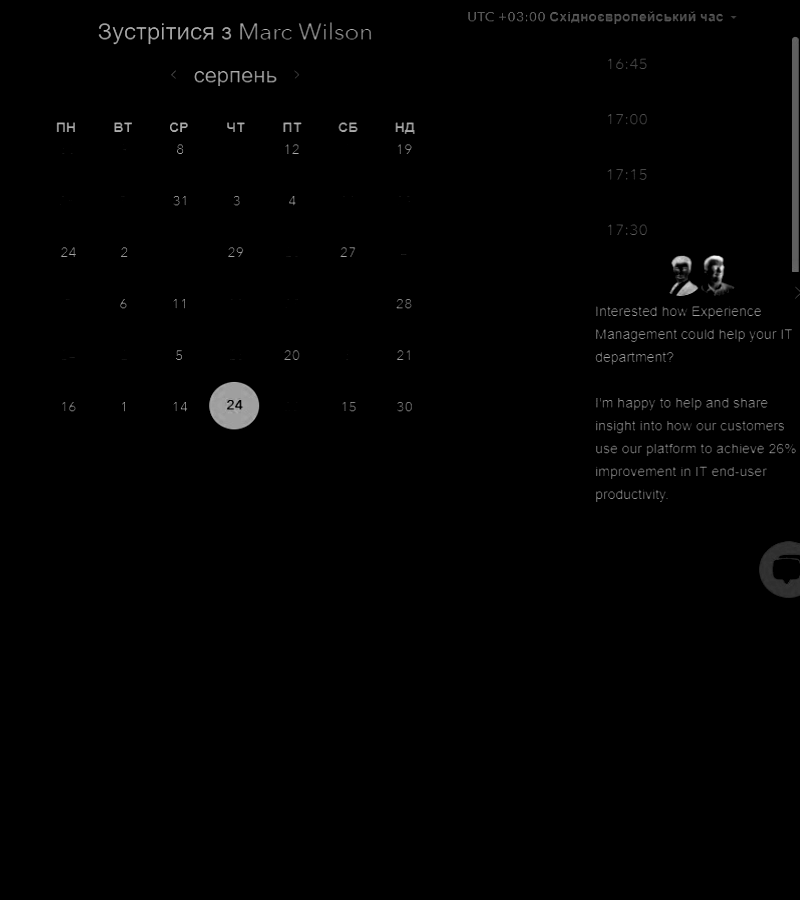 Зустрітися з Marc Wilson
серпень
ПН ВТ СР ЧТ ПТ СБ НД
8 12 19
31 3 4
24 2 29 27
6 11 28
5 20 21
16 1 14 24 15 30
UTC +03:00 Східноєвропейський час
16:45
17:00
17:15
17:30
Interested how Experience
Management could help your IT
department?
I'm happy to help and share
insight into how our customers
use our platform to achieve 26%
improvement in IT end-user
productivity.